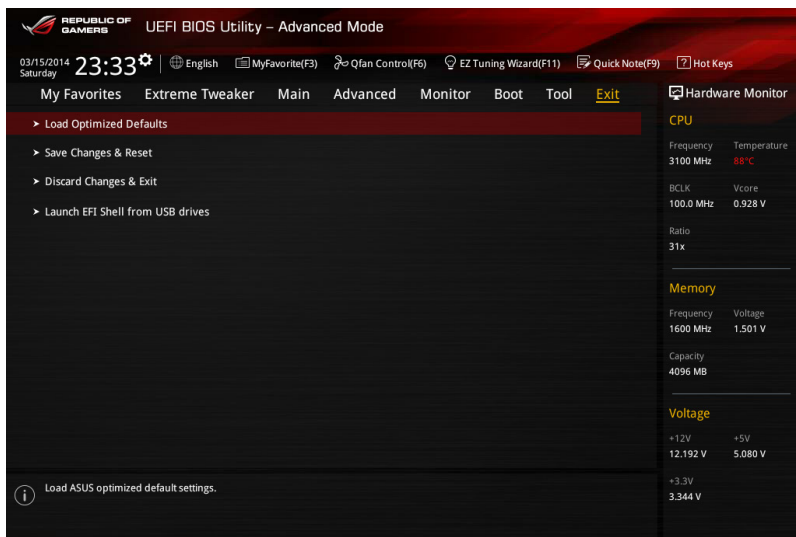 REPUBLIC OF
GAMERS
UEFI BIOS Utility – Advanced Mode
03/15/2014
Saturday
23:33
English
MyFavorite(F3)
Qfan Control(F6)
EZ Tuning Wizard(F11)
Quick Note(F9)
? Hot Keys
My Favorites
Extreme Tweaker
Main
Advanced
Monitor
Boot
Tool
Exit
Hardware Monitor
> Load Optimized Defaults
> Save Changes & Reset
> Discard Changes & Exit
> Launch EFI Shell from USB drives
CPU
Frequency Temperature
3100 MHz 88°C
BCLK Vcore
100.0 MHz 0.928 V
Ratio
31x
Memory
Frequency Voltage
1600 MHz 1.501 V
Capacity
4096 MB
Voltage
+12V +5V
12.192 V 5.080 V
+3.3V
3.344 V
i
Load ASUS optimized default settings.